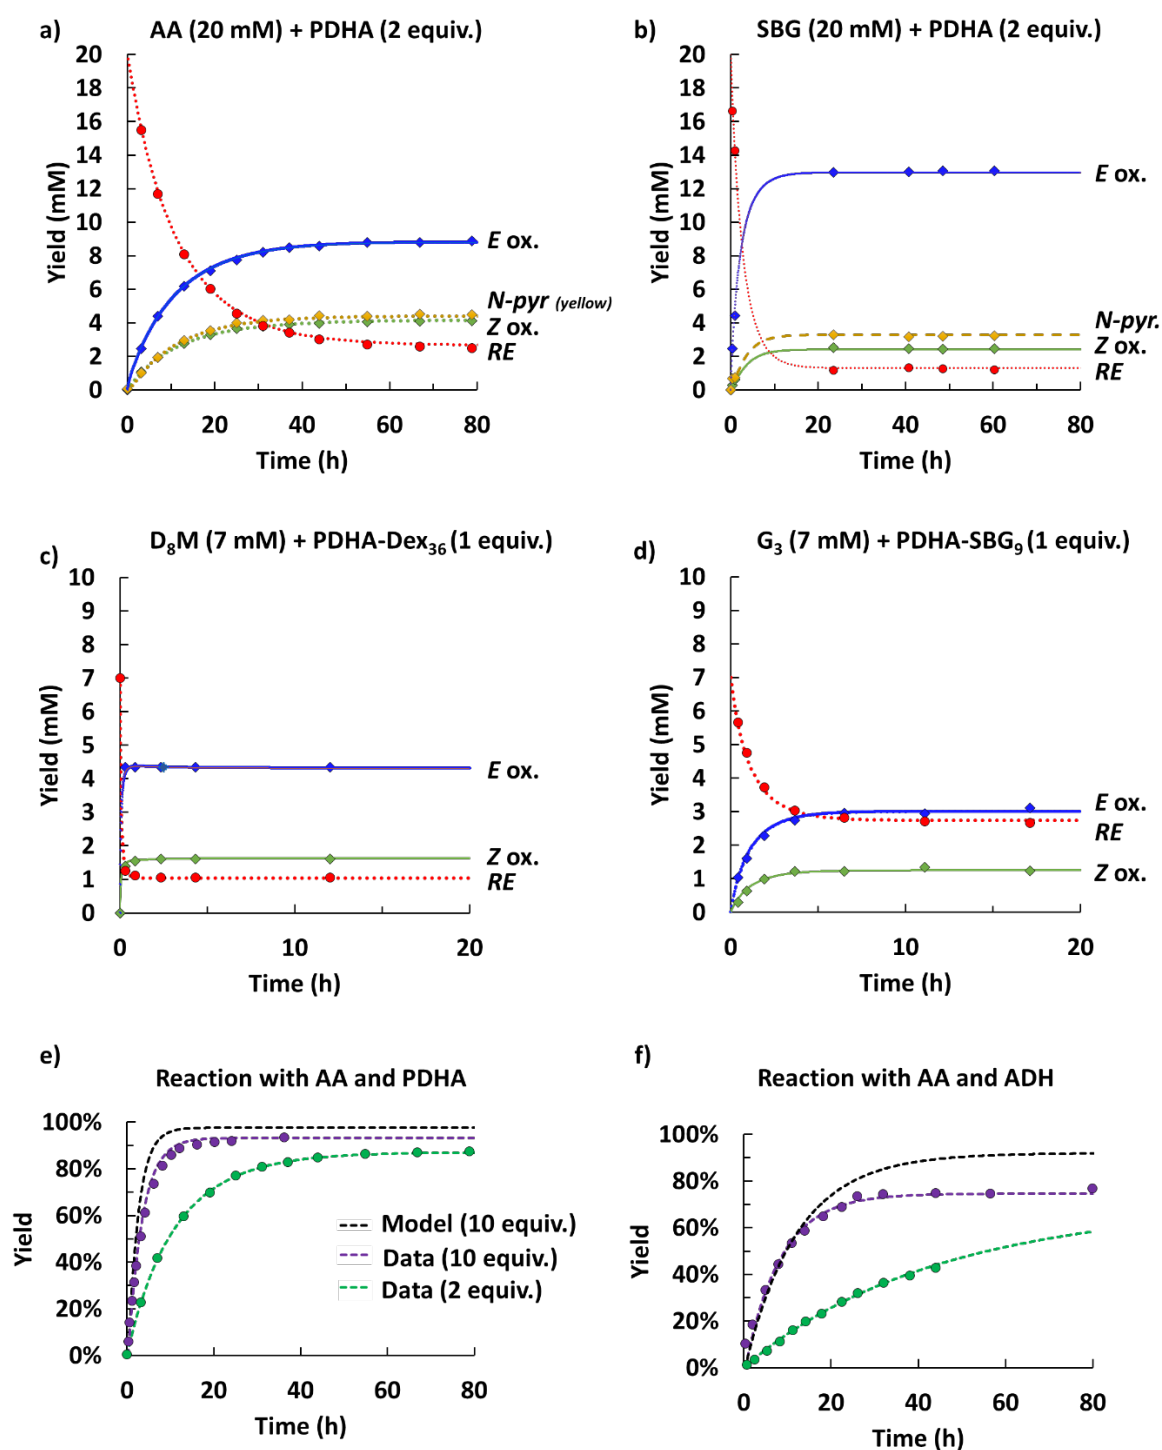 a) AA (20 mM) + PDHA (2 equiv.)
20
18
16
14
12
10
8
6
4
2
0
Yield (mM)
E ox.
N-pyr (yellow)
Z ox.
RE
0 20 40 60 80
Time (h)
b) SBG (20 mM) + PDHA (2 equiv.)
20
18
16
14
12
10
8
6
4
2
0
Yield (mM)
E ox.
N-pyr.
Z ox.
RE
0 20 40 60 80
Time (h)
c) D8M (7 mM) + PDHA-Dex36 (1 equiv.)
10
9
8
7
6
5
4
3
2
1
0
Yield (mM)
E ox.
Z ox.
RE
0 10 20
Time (h)
d) G3 (7 mM) + PDHA-SBG9 (1 equiv.)
10
9
8
7
6
5
4
3
2
1
0
Yield (mM)
E ox.
RE
Z ox.
0 10 20
Time (h)
e)
Reaction with AA and PDHA
100%
80%
60%
40%
20%
0%
Yield
Model (10 equiv.)
Data (10 equiv.)
Data (2 equiv.)
0 20 40 60 80
Time (h)
f)
Reaction with AA and ADH
100%
80%
60%
40%
20%
0%
Yield
0 20 40 60 80
Time (h)